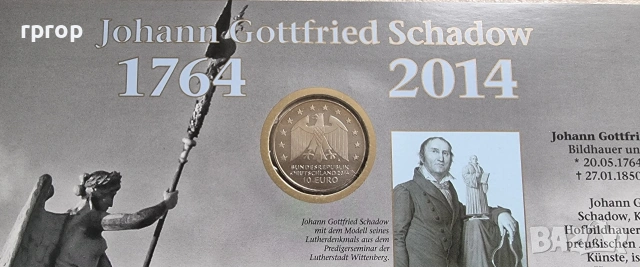 гргор
Johann Gottfried Schadow
1764 2014
BUNDESREPUBLIK
DEUTSCHLAND 2014
10 EURO
Johann Gottfried Schadow
mit dem Modell seines
Lutherdenkmals aus dem
Predigerseminar der
Lutherstadt Wittenberg.
Johann Gottfri
Bildhauer un
* 20.05.1764
† 27.01.1850
Johann G
Schadow, K
Hofbildhauer
preußischen
Künste, is
BAZAR